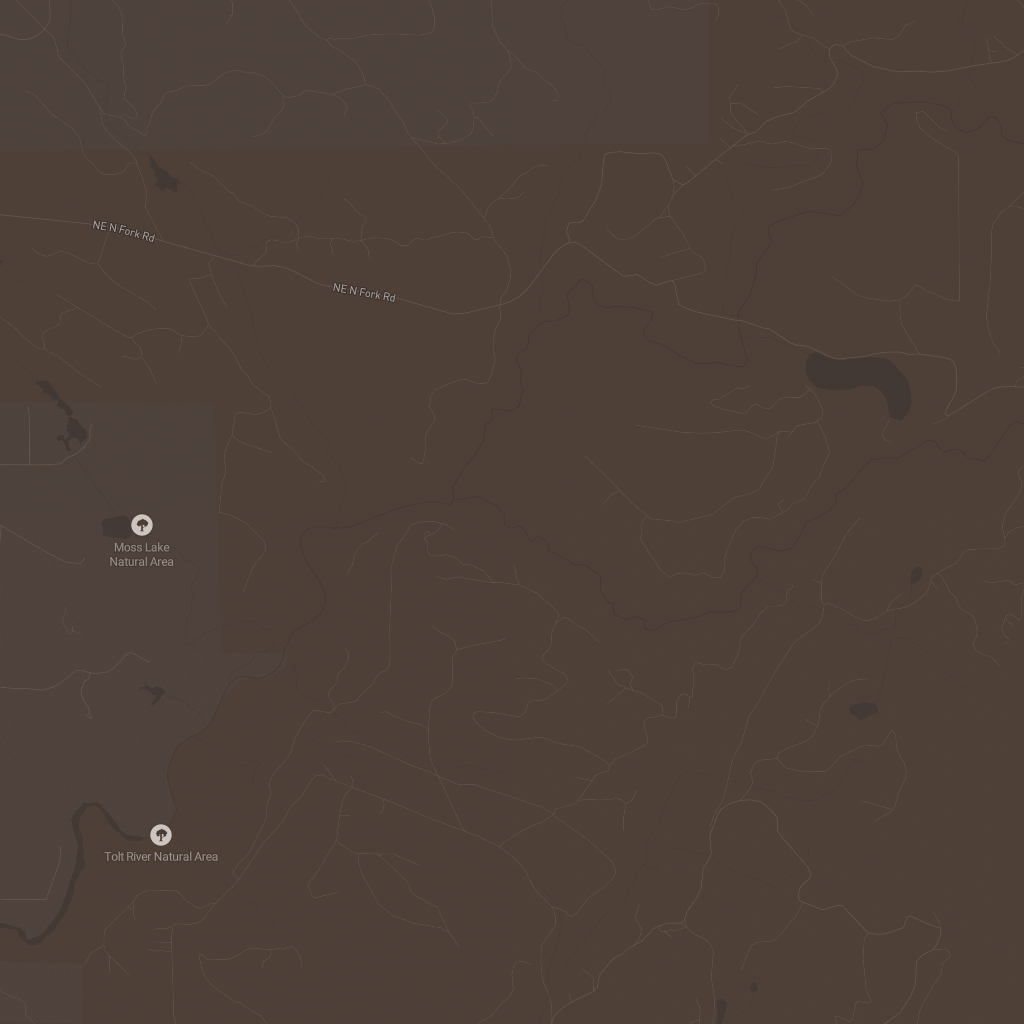 NE N Fork Rd
NE N Fork Rd
Moss Lake
Natural Area
Tolt River Natural Area